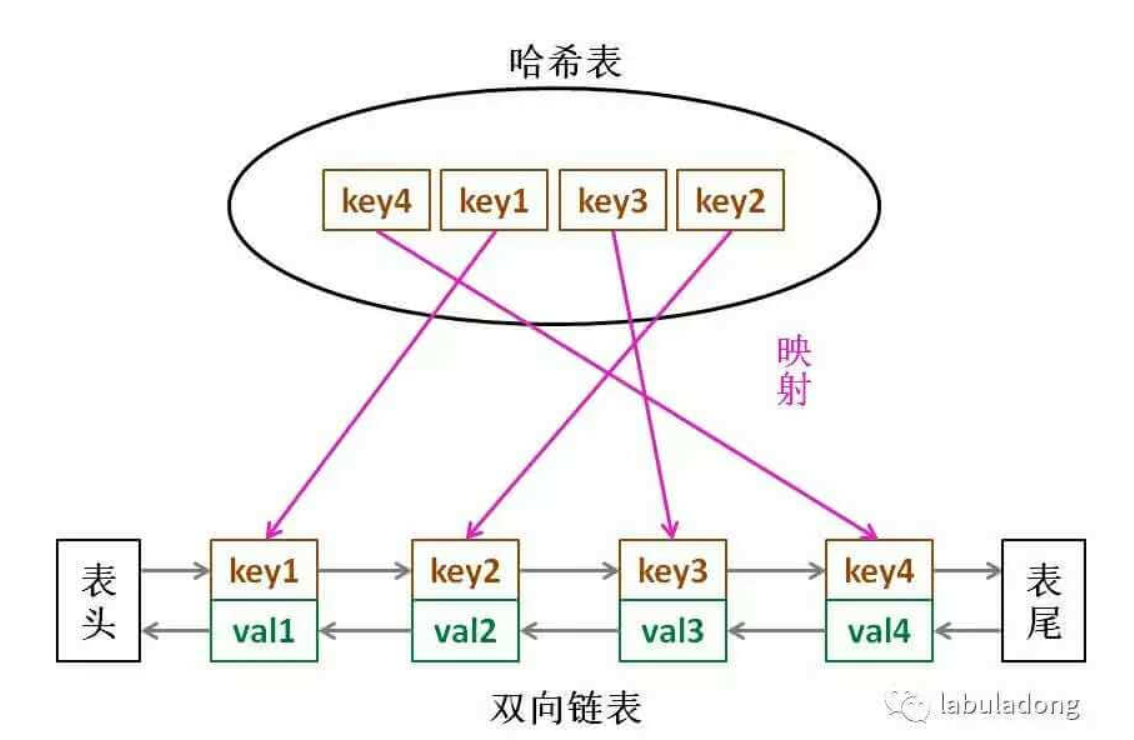 哈希表
key4 key1 key3 key2
映
射
表
头
key1 key2 key3 key4
val1 val2 val3 val4
表
尾
双向链表
labuladong